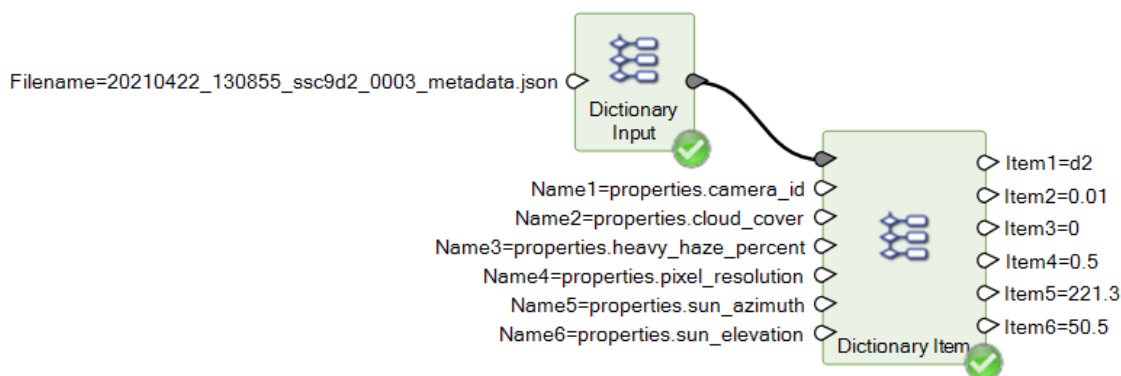 Filename=20210422_130855_ssc9d2_0003_metadata.json
Dictionary
Input
Name1=properties.camera_id
Name2=properties.cloud_cover
Name3=properties.heavy_haze_percent
Name4=properties.pixel_resolution
Name5=properties.sun_azimuth
Name6=properties.sun_elevation
Dictionary Item
Item1=d2
Item2=0.01
Item3=0
Item4=0.5
Item5=221.3
Item6=50.5